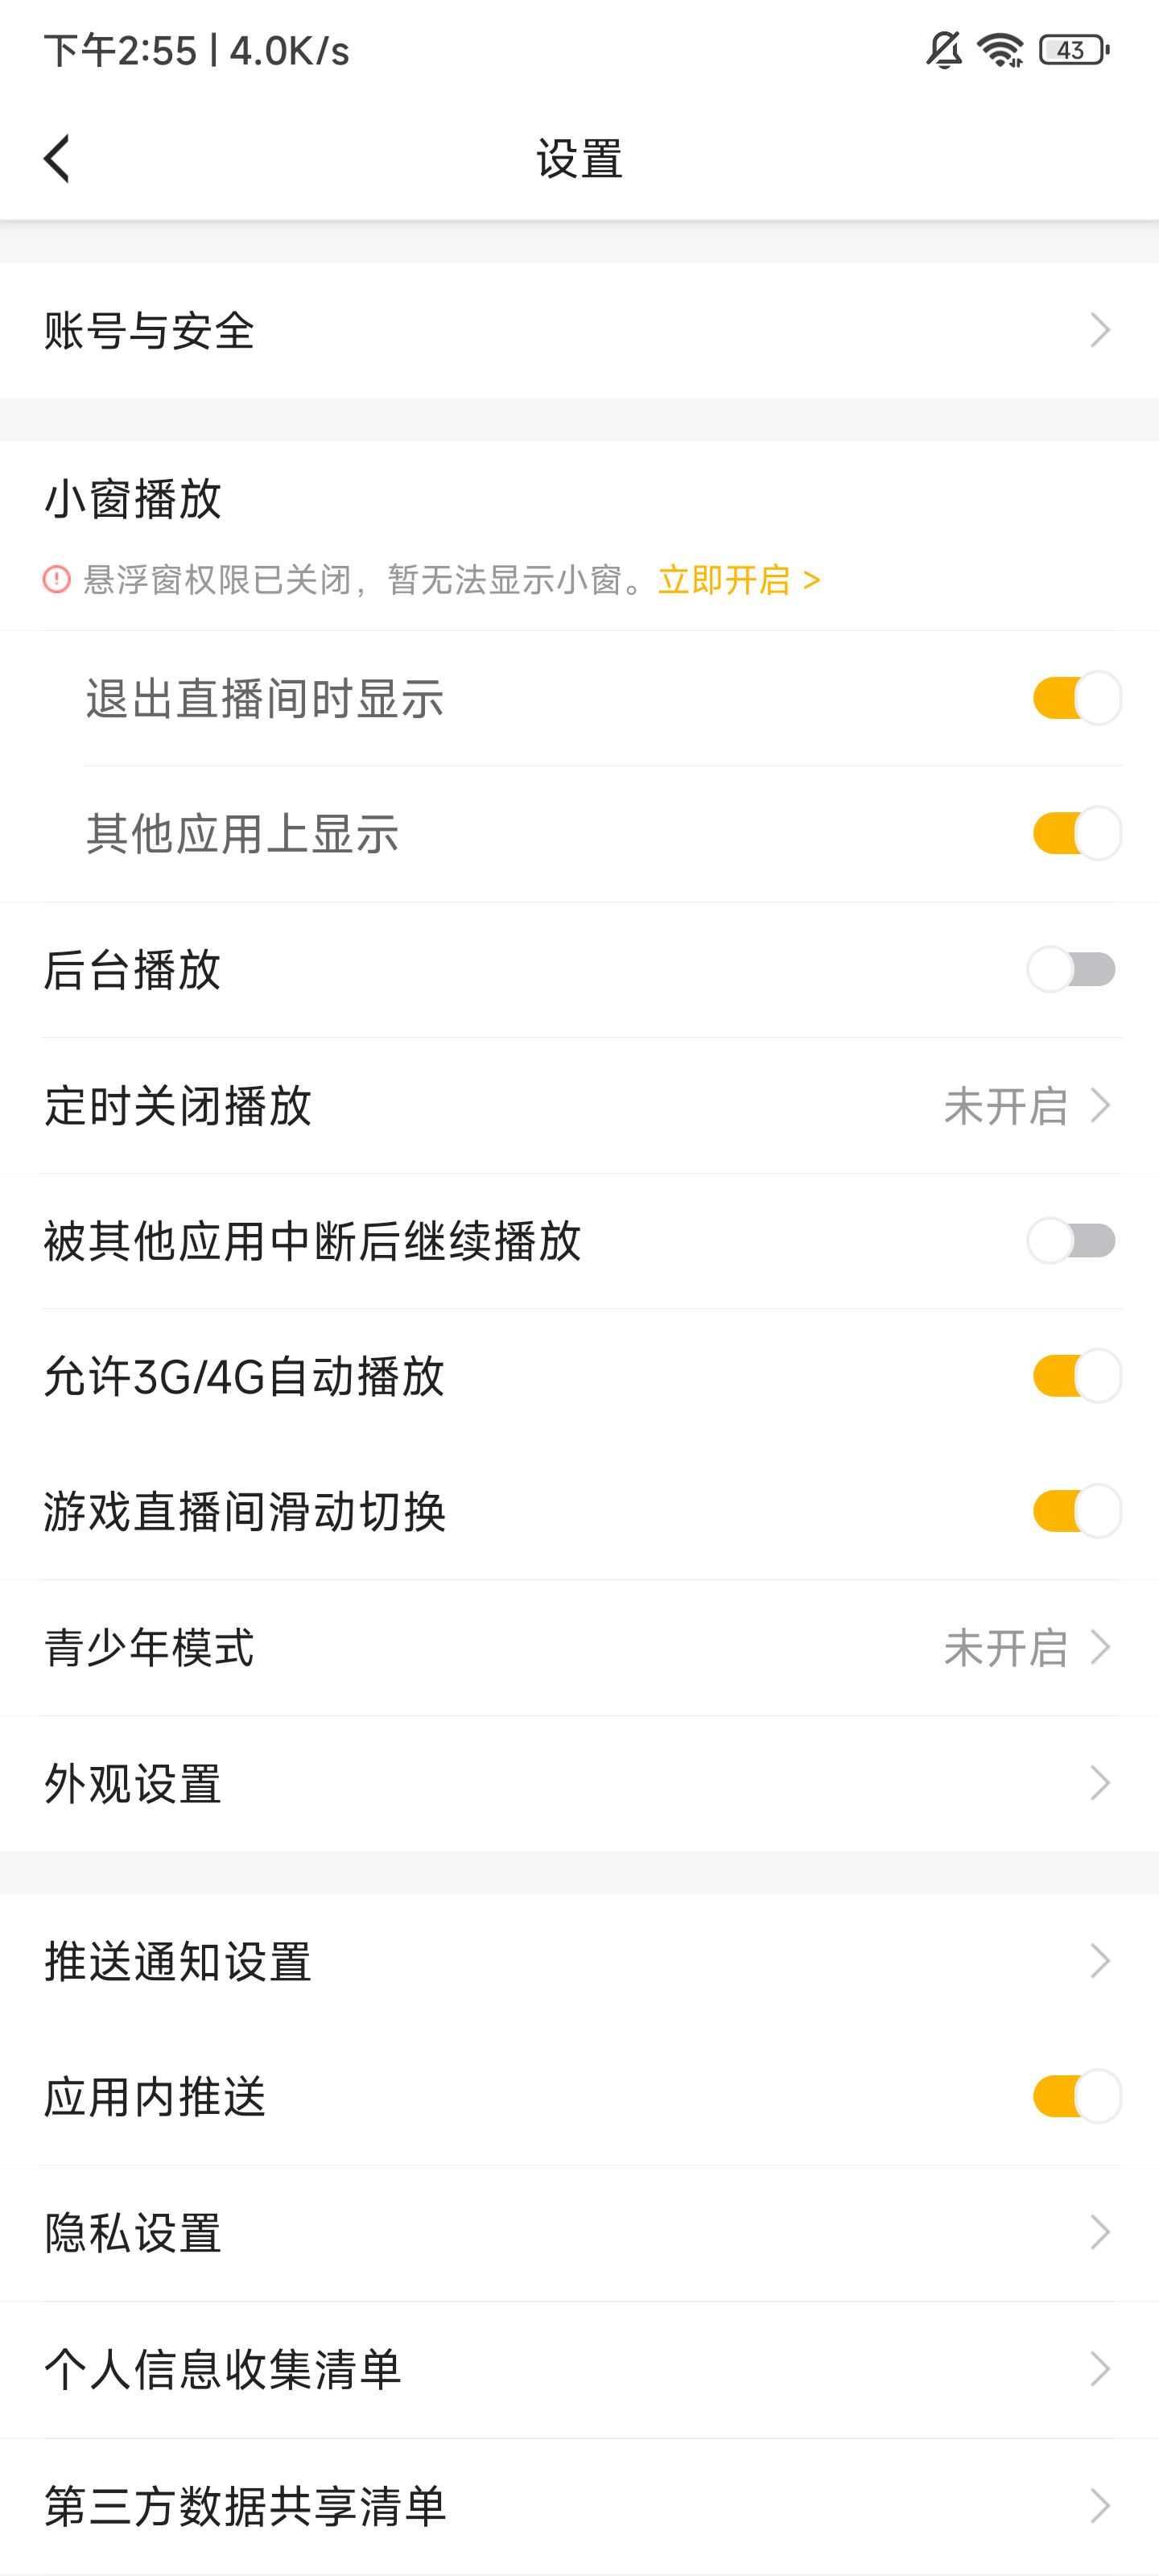 下午2:55 | 4.0K/s
43
设置
账号与安全
小窗播放
悬浮窗权限已关闭，暂无法显示小窗。立即开启 >
退出直播间时显示
其他应用上显示
后台播放
定时关闭播放 未开启
被其他应用中断后继续播放
允许3G/4G自动播放
游戏直播间滑动切换
青少年模式 未开启
外观设置
推送通知设置
应用内推送
隐私设置
个人信息收集清单
第三方数据共享清单